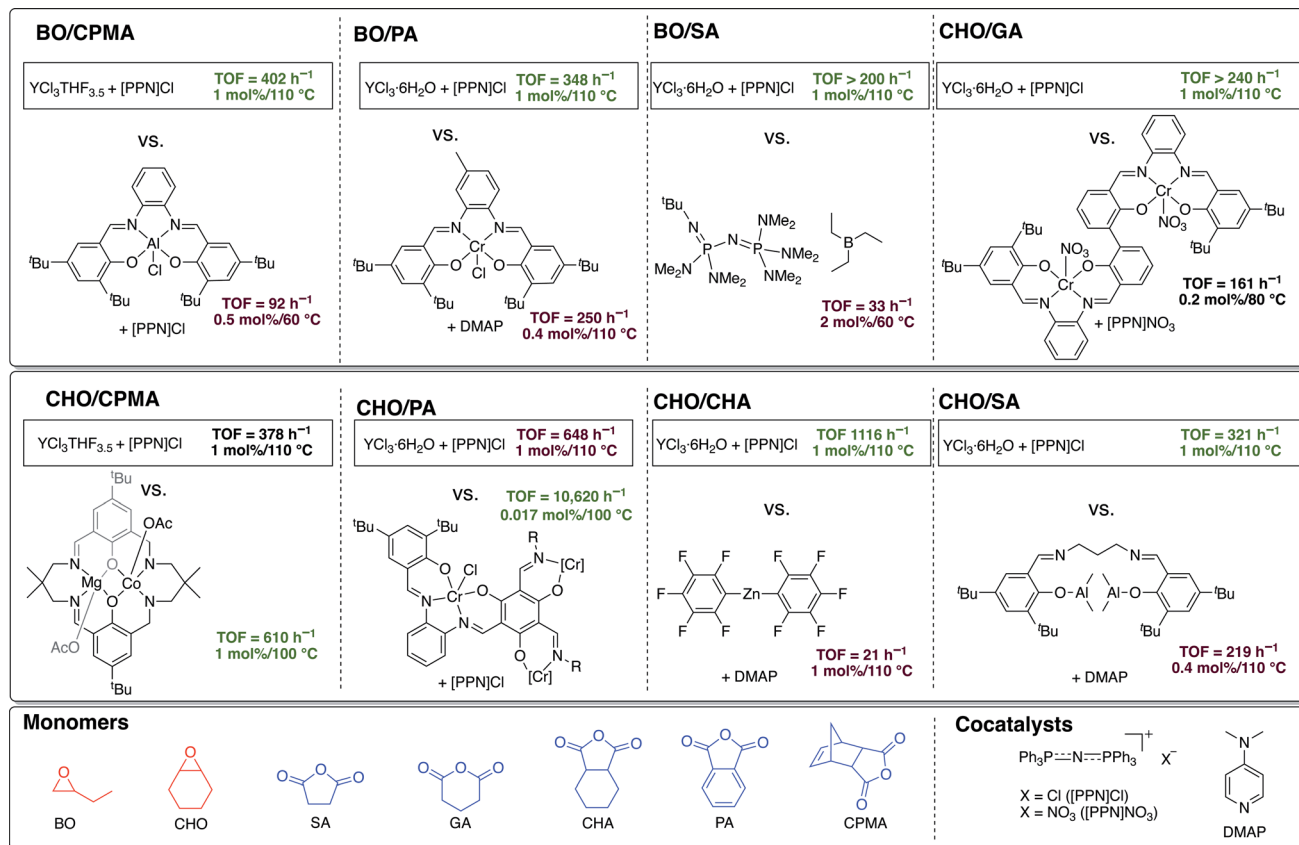 BO/CPMA
YCl3THF3.5 + [PPN]Cl
TOF = 402 h−1
1 mol%/110 °C
vs.
N
N
Al
O
O
Cl
tBu
tBu
tBu
tBu
TOF = 92 h−1
0.5 mol%/60 °C
+ [PPN]Cl
BO/PA
YCl3·6H2O + [PPN]Cl
TOF = 348 h−1
1 mol%/110 °C
vs.
N
N
Cr
O
O
Cl
tBu
tBu
tBu
tBu
TOF = 250 h−1
0.4 mol%/110 °C
+ DMAP
BO/SA
YCl3·6H2O + [PPN]Cl
TOF > 200 h−1
1 mol%/110 °C
vs.
tBu
N
NMe2
P
N
P
NMe2
Me2N
NMe2
NMe2
B
TOF = 33 h−1
2 mol%/60 °C
CHO/GA
YCl3·6H2O + [PPN]Cl
TOF > 240 h−1
1 mol%/110 °C
vs.
N
N
Cr
O
O
NO3
tBu
tBu
tBu
tBu
NO3
O
O
Cr
N
N
TOF = 161 h−1
0.2 mol%/80 °C
+ [PPN]NO3
CHO/CPMA
YCl3THF3.5 + [PPN]Cl
TOF = 378 h−1
1 mol%/110 °C
vs.
tBu
OAc
N
O
N
Mg
Co
N
O
N
AcO
tBu
TOF = 610 h−1
1 mol%/100 °C
CHO/PA
YCl3·6H2O + [PPN]Cl
TOF = 648 h−1
1 mol%/110 °C
vs.
TOF = 10,620 h−1
0.017 mol%/100 °C
tBu
tBu
R
N
[Cr]
O
Cl
O
O
Cr
N
N
O
N
R
[Cr]
+ [PPN]Cl
CHO/CHA
YCl3·6H2O + [PPN]Cl
TOF 1116 h−1
1 mol%/110 °C
vs.
F
F
F
F
F
Zn
F
F
F
F
F
TOF = 21 h−1
1 mol%/110 °C
+ DMAP
CHO/SA
YCl3·6H2O + [PPN]Cl
TOF = 321 h−1
1 mol%/110 °C
vs.
N
N
tBu
O
Al
Al
O
tBu
tBu
tBu
TOF = 219 h−1
0.4 mol%/110 °C
+ DMAP
Monomers
O
BO
O
CHO
O
O
O
SA
O
O
O
GA
O
O
O
CHA
O
O
O
PA
O
O
O
CPMA
Cocatalysts
Ph3P N PPh3 + X−
X = Cl ([PPN]Cl)
X = NO3 ([PPN]NO3)
N
N
DMAP